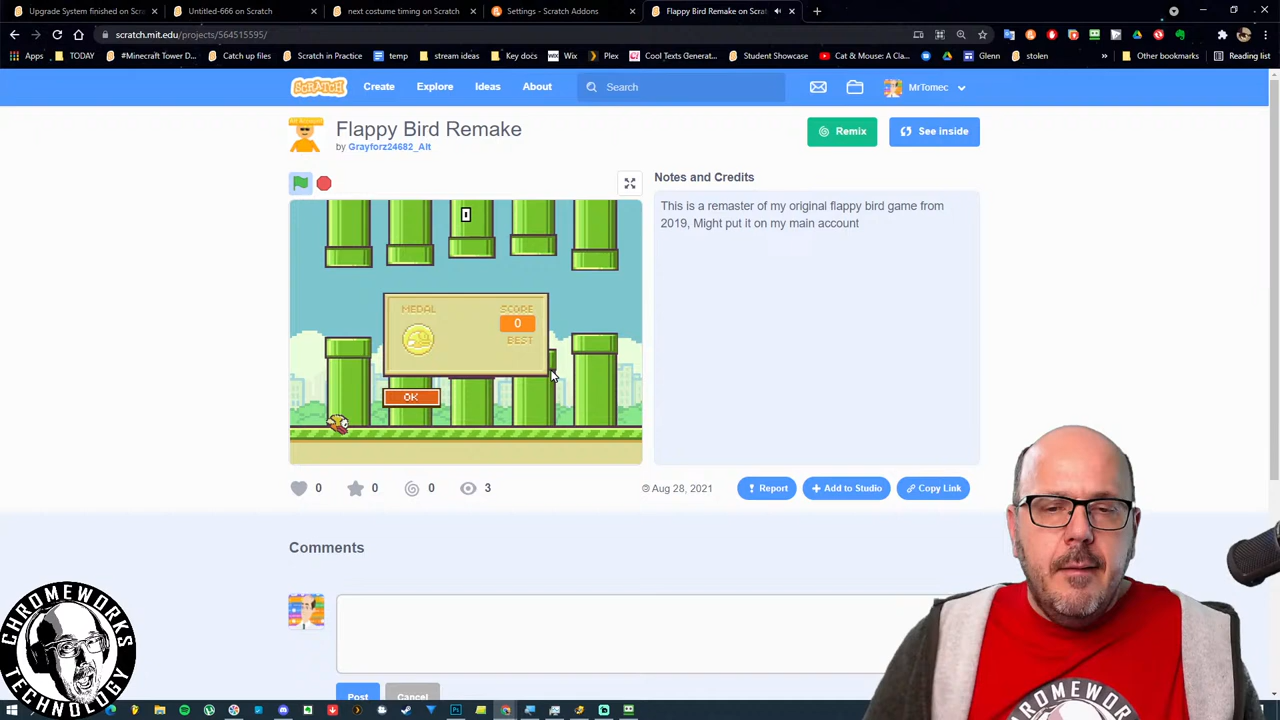 Upgrade System finished on Scratch
Untitled-666 on Scratch
next costume timing on Scratch
Settings - Scratch Addons
Flappy Bird Remake on Scrat
scratch.mit.edu/projects/564515595/
Apps
TODAY
#Minecraft Tower D...
Catch up files
Scratch in Practice
temp
stream ideas
Key docs
Wix
Plex
Cool Texts Generat...
Student Showcase
Cat & Mouse: A Cla...
Glenn
stolen
Other bookmarks
Reading list
SCRATCH
Create
Explore
Ideas
About
Search
MrTomec
Flappy Bird Remake
by Grayforz24682_Alt
Remix
See inside
Notes and Credits
This is a remaster of my original flappy bird game from
2019, Might put it on my main account
MEDAL
SCORE
0
BEST
OK
0
0
0
3
Aug 28, 2021
Report
Add to Studio
Copy Link
Comments
Post
Cancel
CHROMEWORKS
TECHNOLOGY